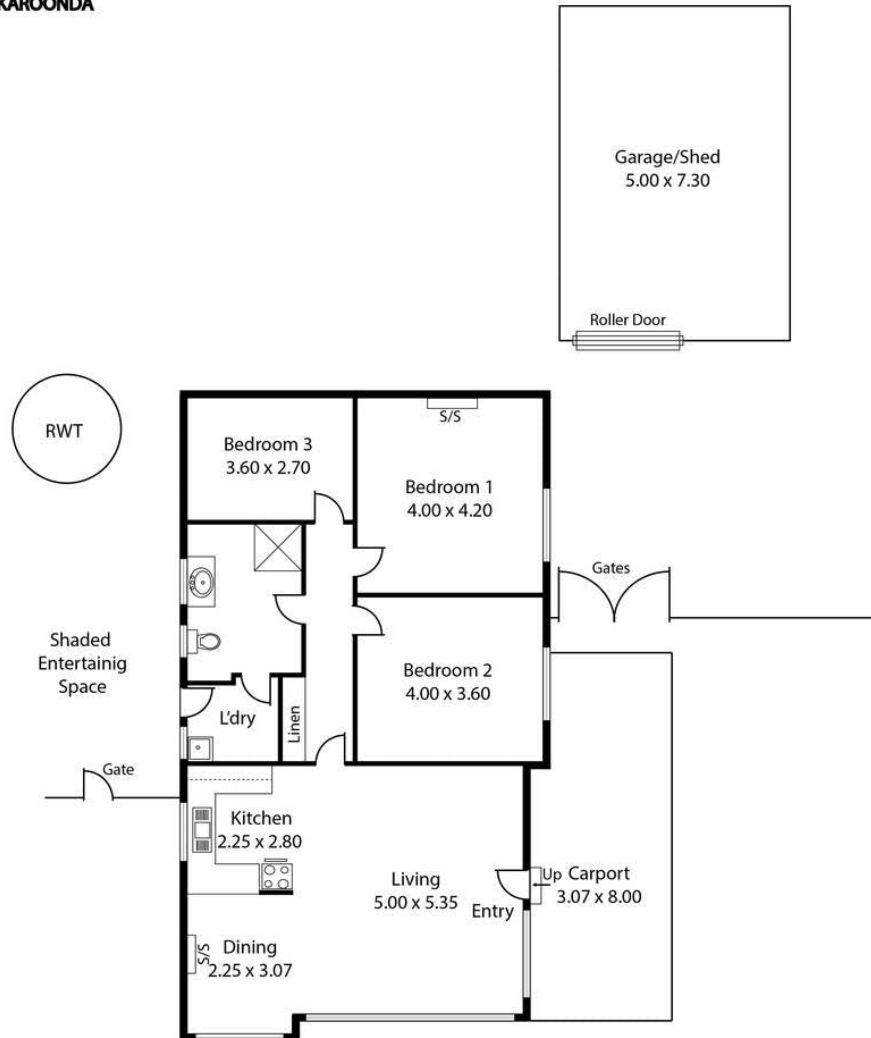 KAROONDA
Garage/Shed
5.00 x 7.30
Roller Door
RWT
Bedroom 3
3.60 x 2.70
S/S
Bedroom 1
4.00 x 4.20
Gates
Shaded
Entertainig
Space
Bedroom 2
4.00 x 3.60
L'dry
Linen
Gate
Kitchen
2.25 x 2.80
Living
5.00 x 5.35
Entry
Up
Carport
3.07 x 8.00
S/S
Dining
2.25 x 3.07